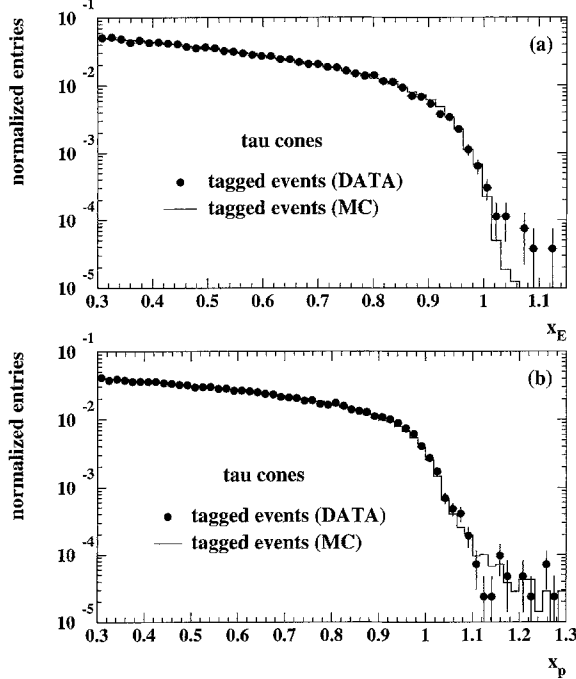 normalized entries
10⁻¹
(a)
10⁻²
10⁻³
10⁻⁴
10⁻⁵
tau cones
tagged events (DATA)
tagged events (MC)
0.3 0.4 0.5 0.6 0.7 0.8 0.9 1 1.1
x_E
normalized entries
10⁻¹
(b)
10⁻²
10⁻³
10⁻⁴
10⁻⁵
tau cones
tagged events (DATA)
tagged events (MC)
0.3 0.4 0.5 0.6 0.7 0.8 0.9 1 1.1 1.2 1.3
x_p